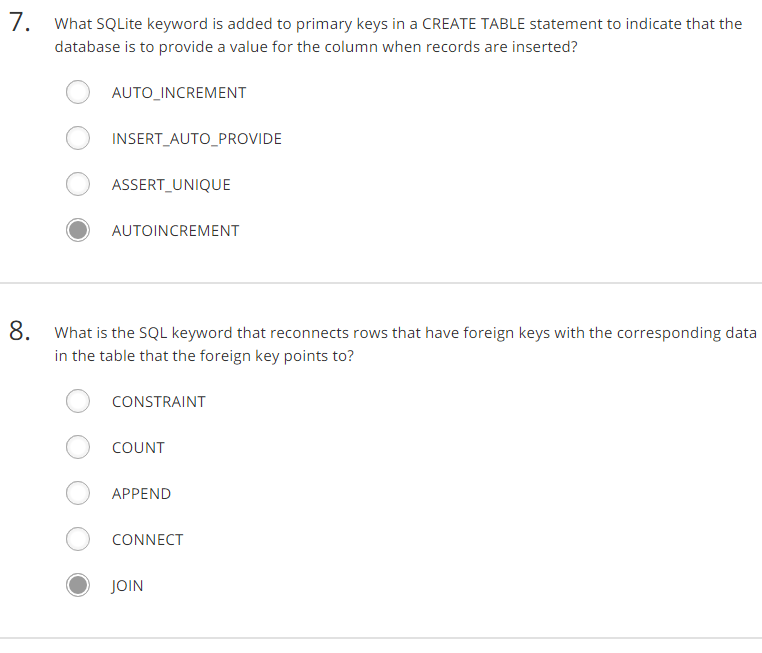 7. What SQLite keyword is added to primary keys in a CREATE TABLE statement to indicate that the
database is to provide a value for the column when records are inserted?
AUTO_INCREMENT
INSERT_AUTO_PROVIDE
ASSERT_UNIQUE
AUTOINCREMENT
8. What is the SQL keyword that reconnects rows that have foreign keys with the corresponding data
in the table that the foreign key points to?
CONSTRAINT
COUNT
APPEND
CONNECT
JOIN